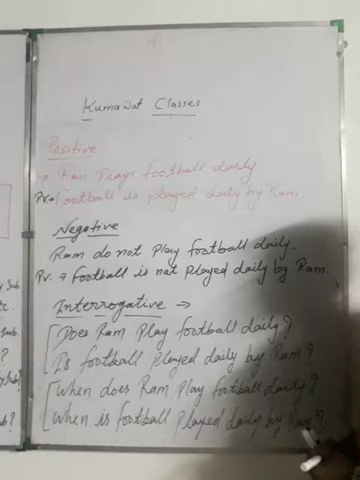 Kumawat Classes
Positive
Ram Plays football daily
Pv. Football is played daily by Ram.
Negative
Ram do not Play football daily.
Pv. → Football is not Played daily by Ram.
Interrogative →
Does Ram Play football daily?
Is football Played daily by Ram?
When does Ram Play football daily?
When is football Played daily by Ram?